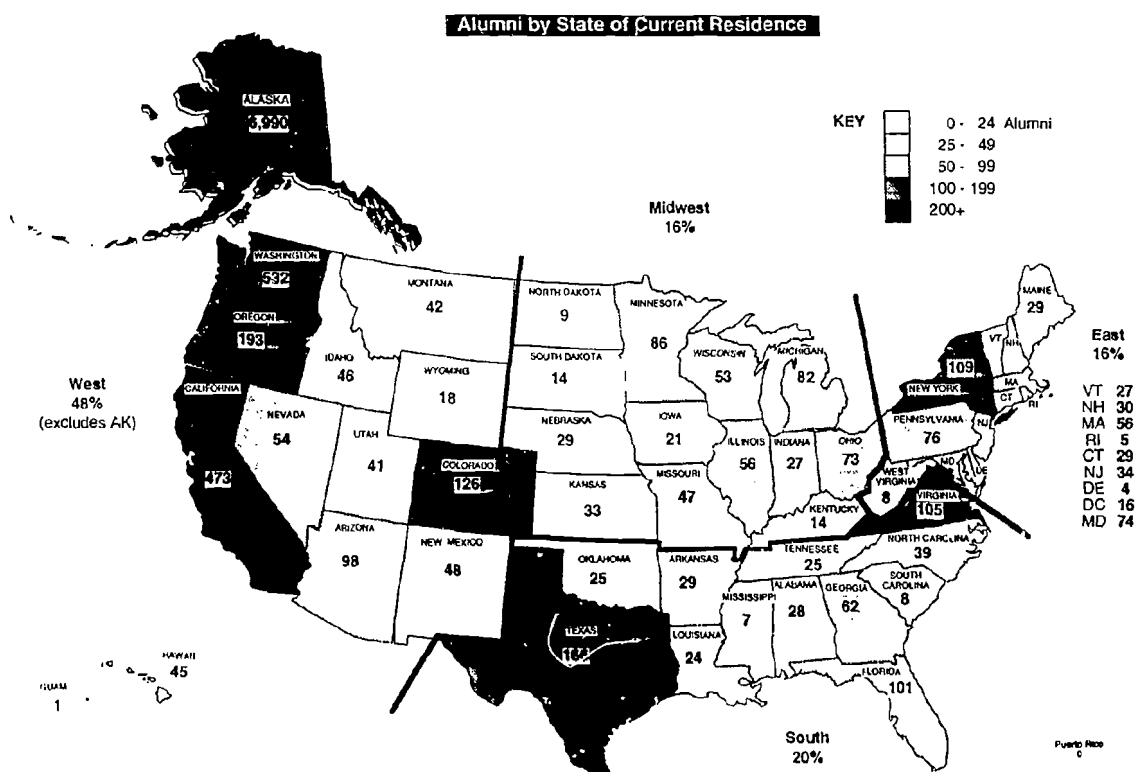 Alumni by State of Current Residence
ALASKA
6,990
KEY
0 - 24 Alumni
25 - 49
50 - 99
100 - 199
200+
Midwest
16%
West
48%
(excludes AK)
East
16%
VT 27
NH 30
MA 56
RI 5
CT 29
NJ 34
DE 4
DC 16
MD 74
WASHINGTON
OREGON
193
CALIFORNIA
473
MONTANA
42
IDAHO
46
WYOMING
18
NEVADA
54
UTAH
41
COLORADO
126
ARIZONA
98
NEW MEXICO
48
NORTH DAKOTA
9
SOUTH DAKOTA
14
NEBRASKA
29
KANSAS
33
MINNESOTA
86
IOWA
21
MISSOURI
47
WISCONSIN
53
ILLINOIS
56
MICHIGAN
82
INDIANA
27
OHIO
73
KENTUCKY
14
MAINE
29
VT
NH
MA
CT
RI
109
NEW YORK
PENNSYLVANIA
76
NJ
MD
DE
WEST
VIRGINIA
8
VIRGINIA
105
NORTH CAROLINA
39
TENNESSEE
25
SOUTH
CAROLINA
8
OKLAHOMA
25
ARKANSAS
29
TEXAS
LOUISIANA
24
MISSISSIPPI
7
ALABAMA
28
GEORGIA
62
FLORIDA
101
HAWAII
45
GUAM
1
South
20%
Puerto Rico
0